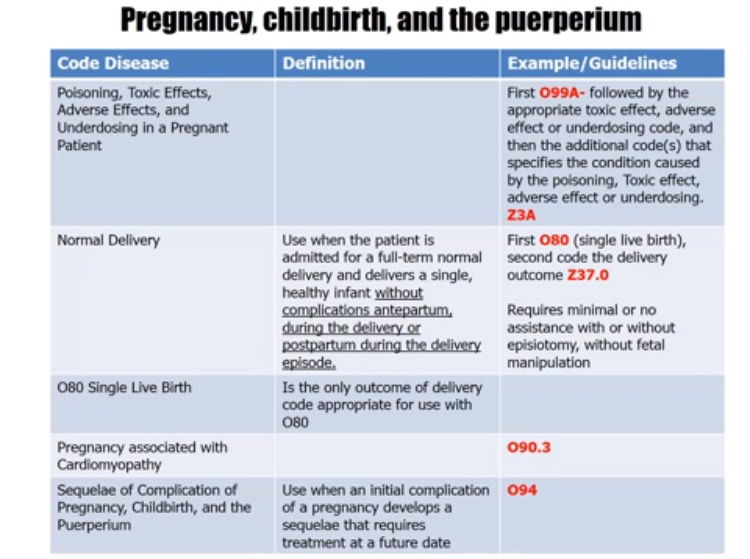 Pregnancy, childbirth, and the puerperium
Code Disease
Definition
Example/Guidelines
Poisoning, Toxic Effects,
Adverse Effects, and
Underdosing in a Pregnant
Patient
First O99A- followed by the
appropriate toxic effect, adverse
effect or underdosing code, and
then the additional code(s) that
specifies the condition caused
by the poisoning, Toxic effect,
adverse effect or underdosing.
Z3A
Normal Delivery
Use when the patient is
admitted for a full-term normal
delivery and delivers a single,
healthy infant without
complications antepartum,
during the delivery or
postpartum during the delivery
episode.
First O80 (single live birth),
second code the delivery
outcome Z37.0
Requires minimal or no
assistance with or without
episiotomy, without fetal
manipulation
O80 Single Live Birth
Is the only outcome of delivery
code appropriate for use with
O80
Pregnancy associated with
Cardiomyopathy
O90.3
Sequelae of Complication of
Pregnancy, Childbirth, and the
Puerperium
Use when an initial complication
of a pregnancy develops a
sequelae that requires
treatment at a future date
O94